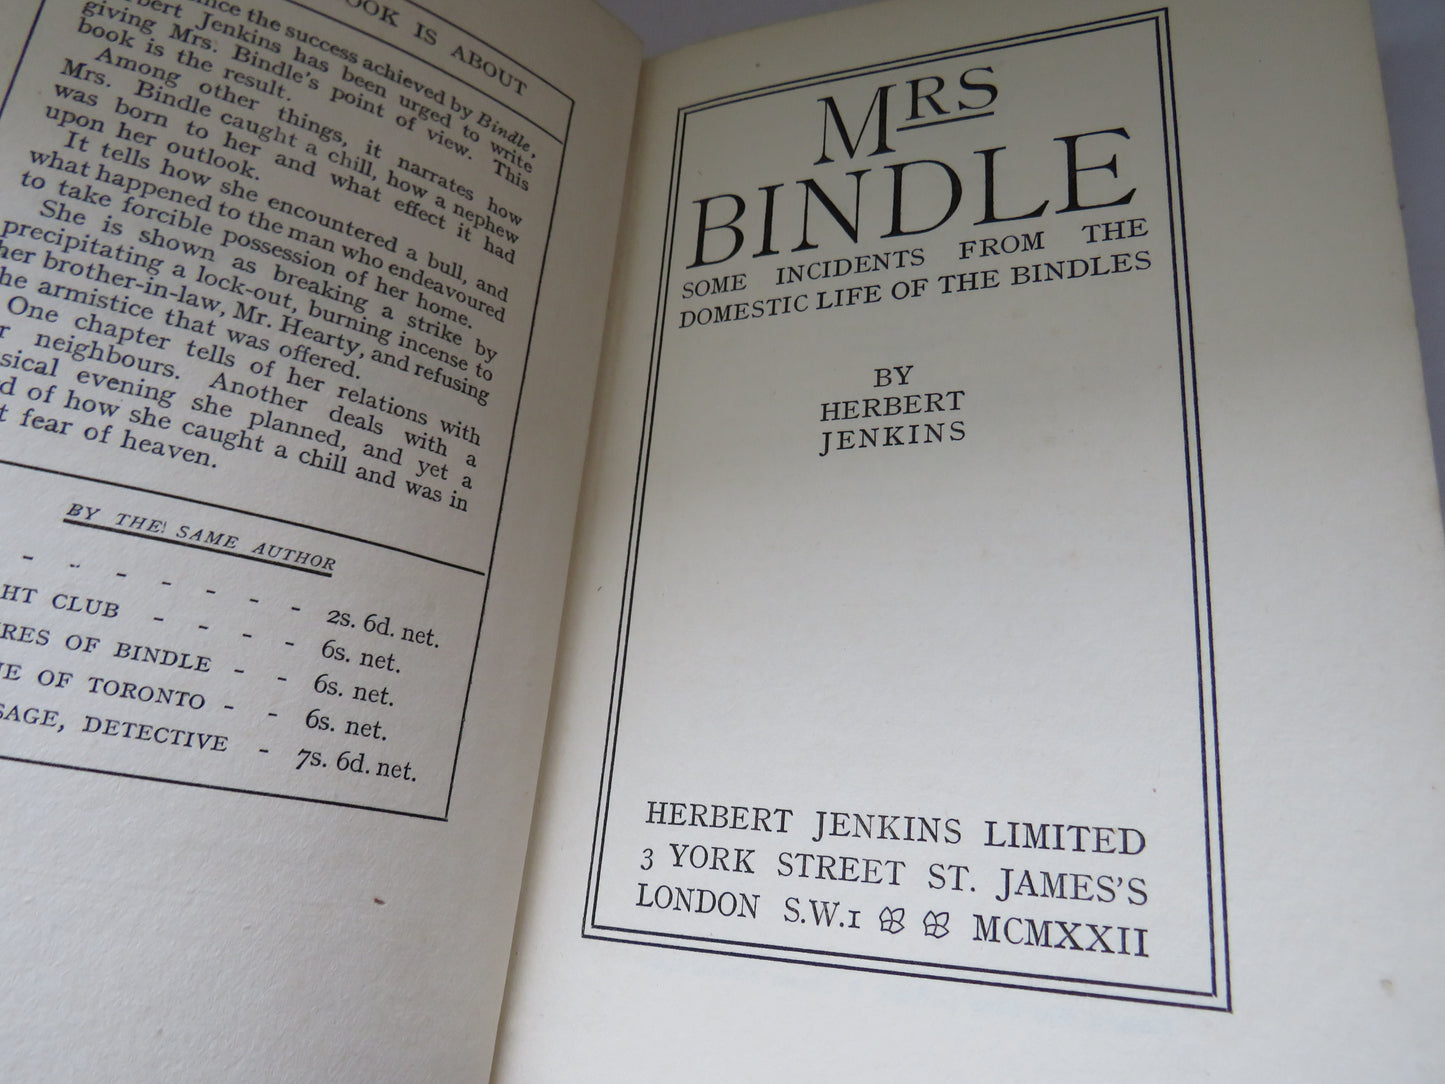 OOK IS ABOUT
nce the success achieved by Bindle,
bert Jenkins has been urged to write
giving Mrs. Bindle's point of view. This
book is the result.
Among other things, it narrates how
Mrs. Bindle caught a chill, how a nephew
was born to her and what effect it had
upon her outlook.
It tells how she encountered a bull, and
what happened to the man who endeavoured
to take forcible possession of her home.
She is shown as breaking a strike by
precipitating a lock-out, burning incense to
her brother-in-law, Mr. Hearty, and refusing
he armistice that was offered.
One chapter tells of her relations with
r neighbours. Another deals with a
sical evening she planned, and yet a
d of how she caught a chill and was in
t fear of heaven.
BY THE! SAME AUTHOR
- - - - - - - 2s. 6d. net.
HT CLUB - - - - 6s. net.
RES OF BINDLE - - 6s. net.
E OF TORONTO - - 6s. net.
SAGE, DETECTIVE - 7s. 6d. net.
MRS
BINDLE
SOME INCIDENTS FROM THE
DOMESTIC LIFE OF THE BINDLES
BY
HERBERT
JENKINS
HERBERT JENKINS LIMITED
3 YORK STREET ST. JAMES'S
LONDON S.W.1 MCMXXII